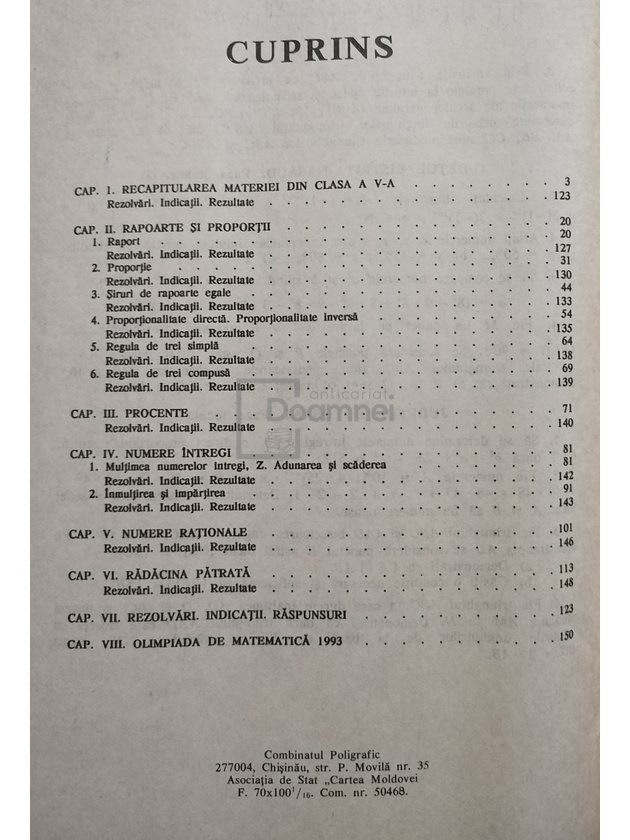 CUPRINS
CAP. I. RECAPITULAREA MATERIEI DIN CLASA A V-A . . . . . . . . 3
Rezolvări. Indicații. Rezultate . . . . . . . . . . . . . . 123
CAP. II. RAPOARTE ȘI PROPORȚII . . . . . . . . . . . . . 20
1. Raport . . . . . . . . . . . . . . . . . . . 20
Rezolvări. Indicații. Rezultate . . . . . . . . . . . . . . 127
2. Proporție . . . . . . . . . . . . . . . . . . 31
Rezolvări. Indicații. Rezultate . . . . . . . . . . . . . . 130
3. Șiruri de rapoarte egale . . . . . . . . . . . . . . 44
Rezolvări. Indicații. Rezultate . . . . . . . . . . . . . . 133
4. Proporționalitate directă. Proporționalitate inversă . . . . . . . . . 54
Rezolvări. Indicații. Rezultate . . . . . . . . . . . . . . 135
5. Regula de trei simplă . . . . . . . . . . . . . . . 64
Rezolvări. Indicații. Rezultate . . . . . . . . . . . . . . 138
6. Regula de trei compusă . . . . . . . . . . . . . . . 69
Rezolvări. Indicații. Rezultate . . . . . . . . . . . . . . 139
anticariat
Doamnei
CAP. III. PROCENTE . . . . . . . . . . . . . . . . 71
Rezolvări. Indicații. Rezultate . . . . . . . . . . . . . . 140
CAP. IV. NUMERE ÎNTREGI . . . . . . . . . . . . . . . 81
1. Mulțimea numerelor întregi, Z. Adunarea și scăderea . . . . . . . 81
Rezolvări. Indicații. Rezultate . . . . . . . . . . . . . . 142
2. Înmulțirea și împărțirea . . . . . . . . . . . . . . 91
Rezolvări. Indicații. Rezultate . . . . . . . . . . . . . . 143
CAP. V. NUMERE RAȚIONALE . . . . . . . . . . . . . . 101
Rezolvări. Indicații. Rezultate . . . . . . . . . . . . . . 146
CAP. VI. RĂDĂCINA PĂTRATĂ . . . . . . . . . . . . . . 113
Rezolvări. Indicații. Rezultate . . . . . . . . . . . . . . 148
CAP. VII. REZOLVĂRI. INDICAȚII. RĂSPUNSURI . . . . . . . . . . 123
CAP. VIII. OLIMPIADA DE MATEMATICĂ 1993 . . . . . . . . . . 150
Combinatul Poligrafic
277004, Chișinău, str. P. Movilă nr. 35
Asociația de Stat „Cartea Moldovei
F. 70x100¹/₁₆. Com. nr. 50468.